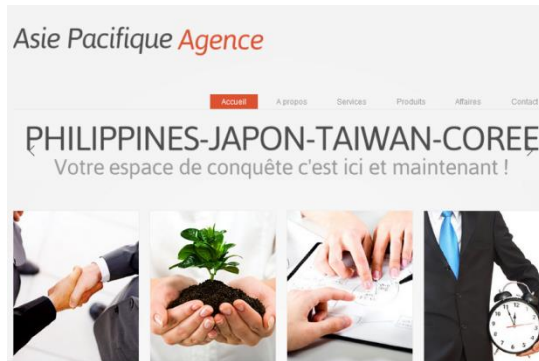 Asie Pacifique Agence
Accueil A propos Services Produits Affaires Contact
PHILIPPINES-JAPON-TAIWAN-COREE
Votre espace de conquête c'est ici et maintenant !